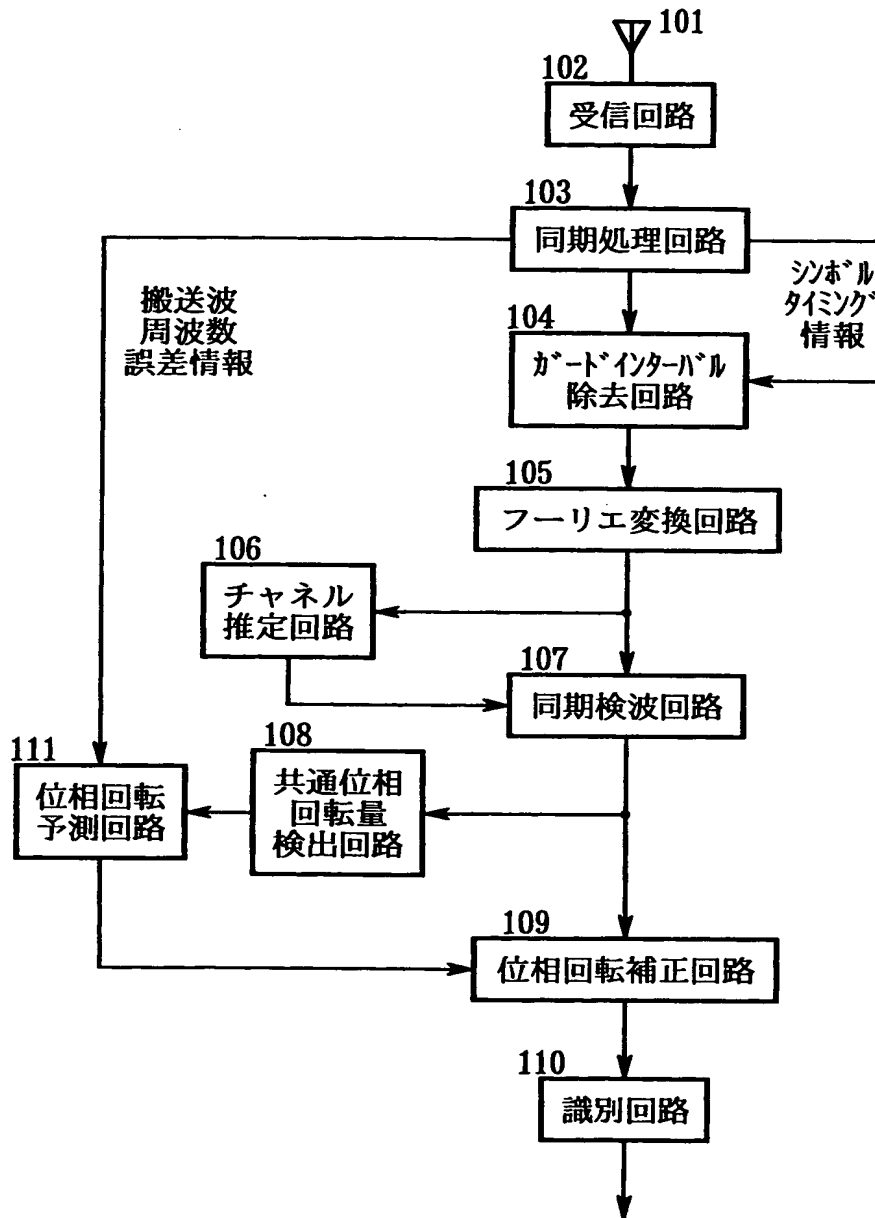 101
102
受信回路
103
同期処理回路
搬送波
周波数
誤差情報
シンボル
タイミング
情報
104
ガードインターバル
除去回路
105
フーリエ変換回路
106
チャネル
推定回路
107
同期検波回路
108
共通位相
回転量
検出回路
111
位相回転
予測回路
109
位相回転補正回路
110
識別回路